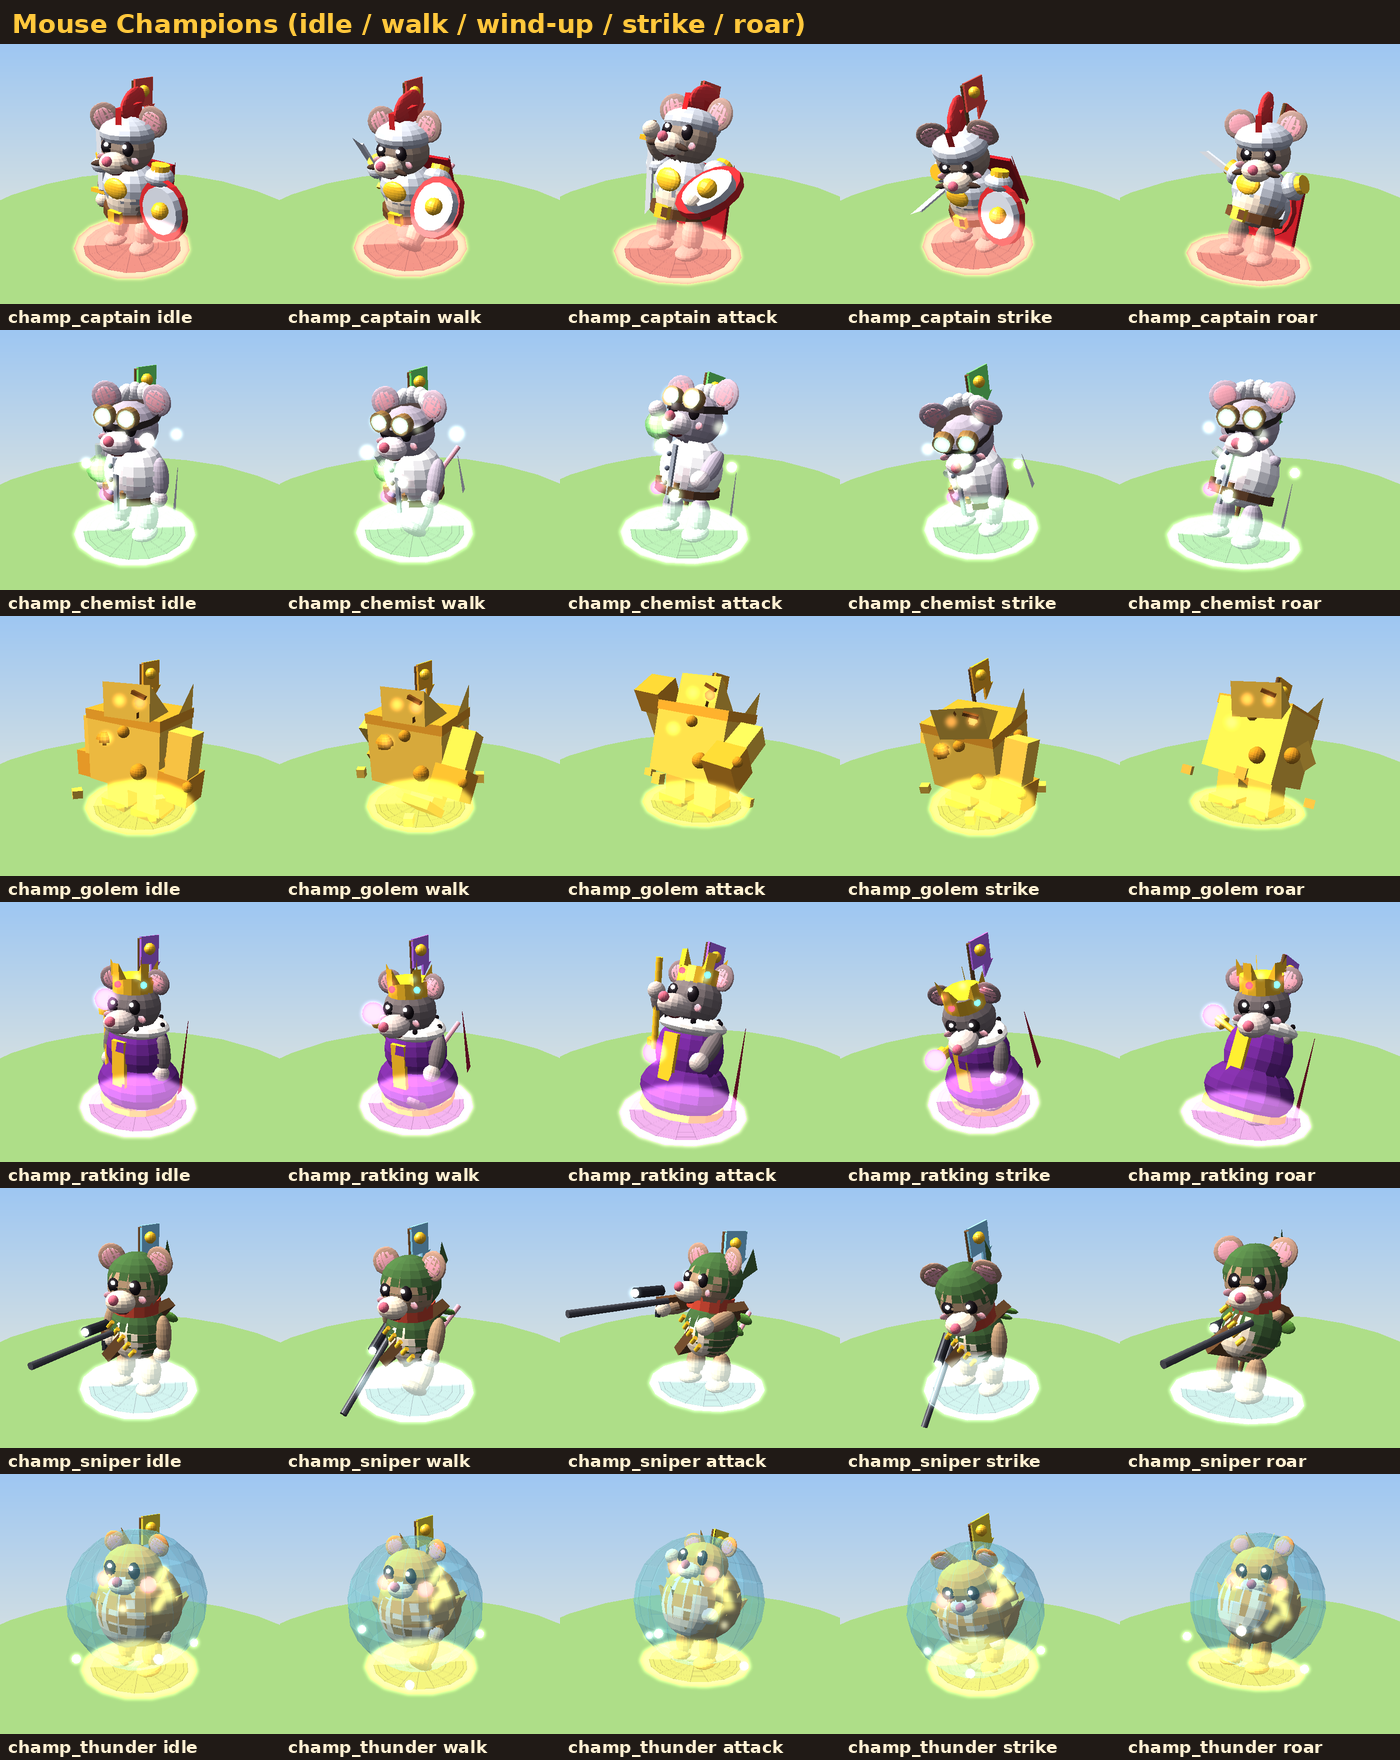 Mouse Champions (idle / walk / wind-up / strike / roar)
champ_captain idle
champ_captain walk
champ_captain attack
champ_captain strike
champ_captain roar
champ_chemist idle
champ_chemist walk
champ_chemist attack
champ_chemist strike
champ_chemist roar
champ_golem idle
champ_golem walk
champ_golem attack
champ_golem strike
champ_golem roar
champ_ratking idle
champ_ratking walk
champ_ratking attack
champ_ratking strike
champ_ratking roar
champ_sniper idle
champ_sniper walk
champ_sniper attack
champ_sniper strike
champ_sniper roar
champ_thunder idle
champ_thunder walk
champ_thunder attack
champ_thunder strike
champ_thunder roar